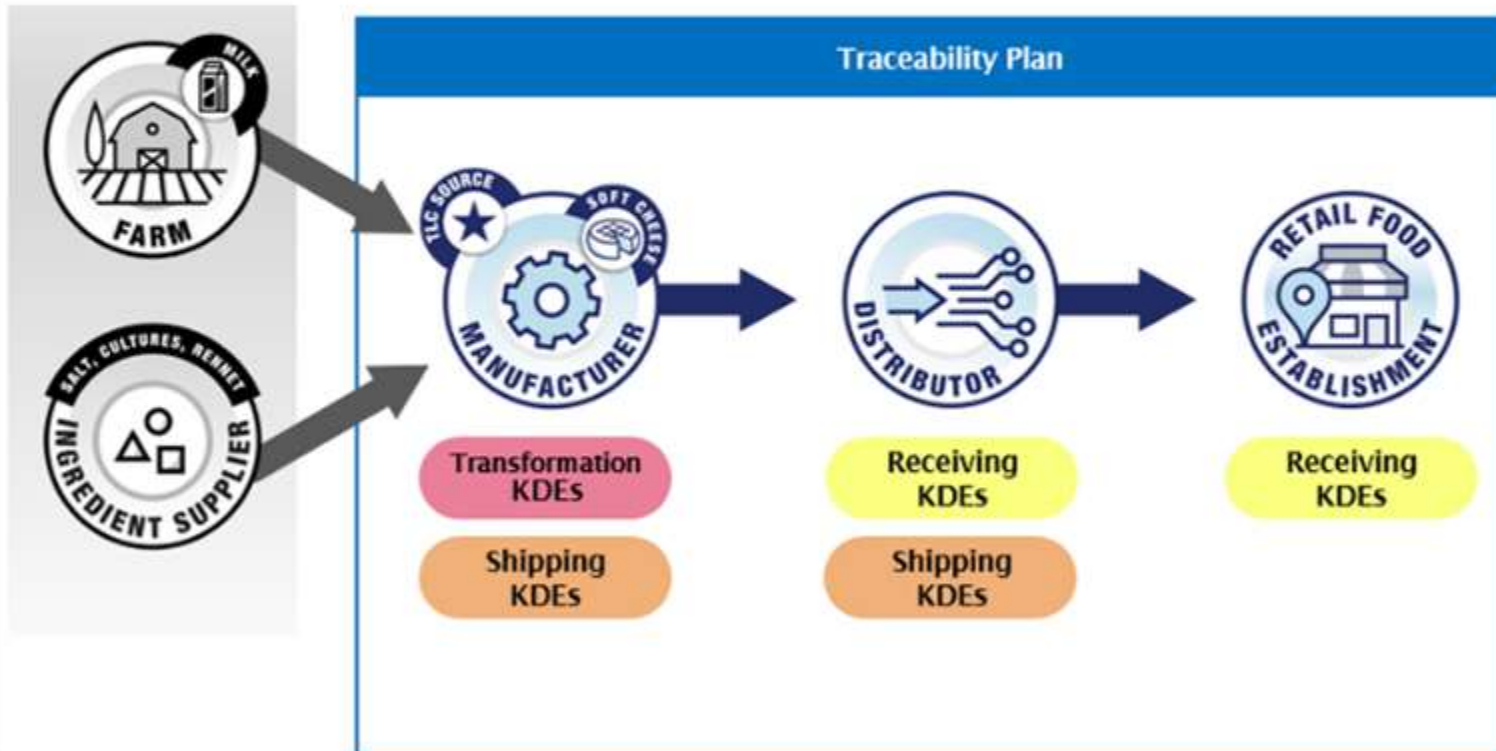 Traceability Plan
MILK
FARM
SALT, CULTURES, RENNET
INGREDIENT SUPPLIER
TLC SOURCE
SOFT CHEESE
MANUFACTURER
Transformation
KDEs
Shipping
KDEs
DISTRIBUTOR
Receiving
KDEs
Shipping
KDEs
RETAIL FOOD
ESTABLISHMENT
Receiving
KDEs